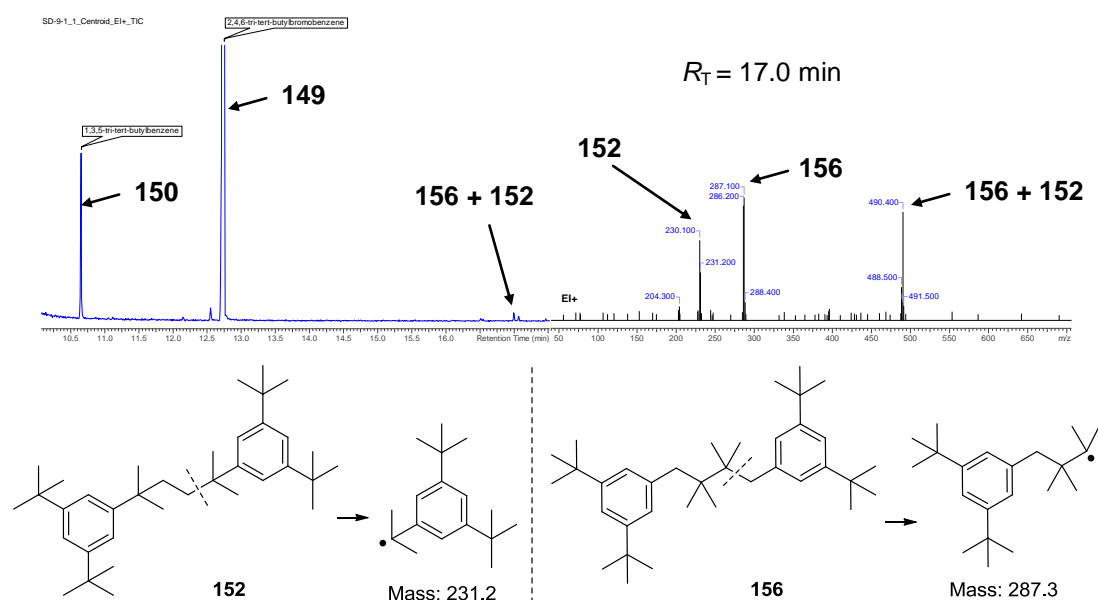 SD-9-1_1_Centroid_EI+_TIC
2,4,6-tri-tert-butylbromobenzene
1,3,5-tri-tert-butylbenzene
149
150
156 + 152
RT = 17.0 min
152
156
156 + 152
287.100
286.200
230.100
231.200
204.300
288.400
490.400
488.500
491.500
EI+
10.5 11.0 11.5 12.0 12.5 13.0 13.5 14.0 14.5 15.0 15.5 16.0 Retention Time (min) 50 100 150 200 250 300 350 400 450 500 550 600 650 m/z
152
Mass: 231.2
156
Mass: 287.3